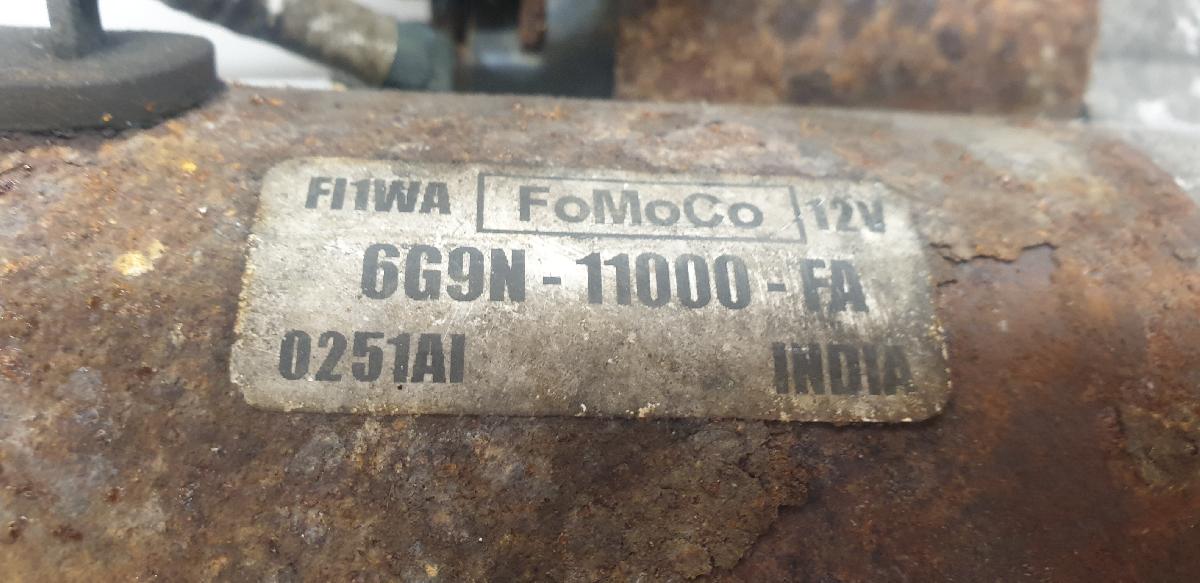 FI1WA FoMoCo 12V
6G9N - 11000 - FA
0251AI INDIA